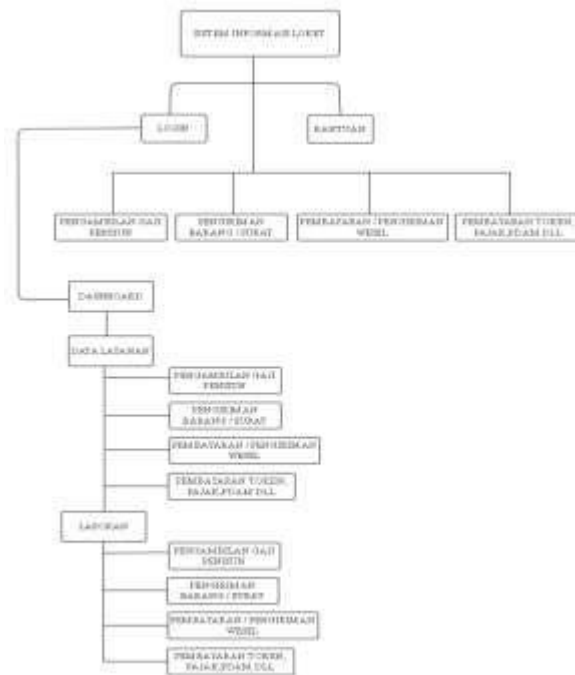 SISTEM INFORMASI LOKET
LOGIN
BANTUAN
PENGAMBILAN GAJI
PENSIUN
PENGIRIMAN
BARANG / SURAT
PEMBAYARAN / PENGIRIMAN
WESEL
PEMBAYARAN TOKEN,
PAJAK,PDAM DLL
DASHBOARD
DATA LAYANAN
PENGAMBILAN GAJI
PENSIUN
PENGIRIMAN
BARANG / SURAT
PEMBAYARAN / PENGIRIMAN
WESEL
PEMBAYARAN TOKEN,
PAJAK,PDAM DLL
LAPORAN
PENGAMBILAN GAJI
PENSIUN
PENGIRIMAN
BARANG / SURAT
PEMBAYARAN / PENGIRIMAN
WESEL
PEMBAYARAN TOKEN,
PAJAK,PDAM DLL